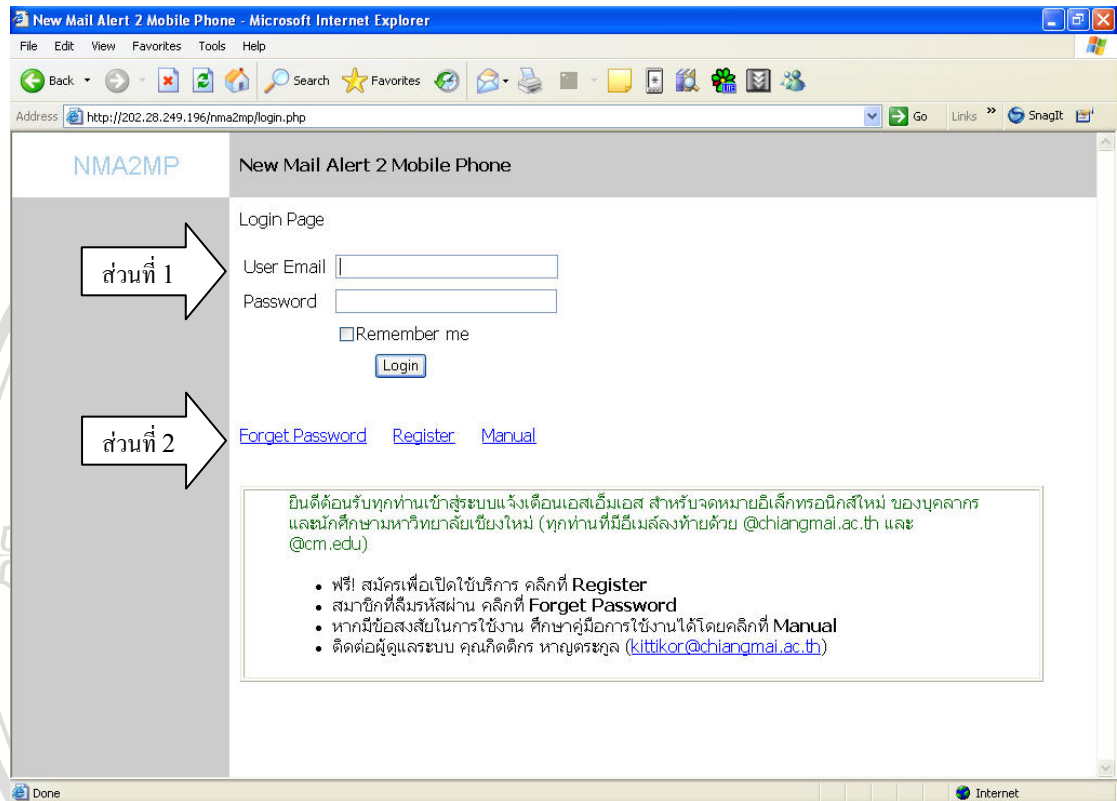 New Mail Alert 2 Mobile Phone - Microsoft Internet Explorer
File Edit View Favorites Tools Help
Back Search Favorites
Address http://202.28.249.196/nma2mp/login.php Go Links » SnagIt
NMA2MP New Mail Alert 2 Mobile Phone
Login Page
ส่วนที่ 1
User Email
Password
Remember me
Login
ส่วนที่ 2
Forget Password Register Manual
ยินดีต้อนรับทุกท่านเข้าสู่ระบบแจ้งเตือนเอสเอ็มเอส สำหรับจดหมายอิเล็กทรอนิกส์ใหม่ ของบุคลากร
และนักศึกษามหาวิทยาลัยเชียงใหม่ (ทุกท่านที่มีอีเมล์ลงท้ายด้วย @chiangmai.ac.th และ
@cm.edu)
• ฟรี! สมัครเพื่อเปิดใช้บริการ คลิกที่ Register
• สมาชิกที่ลืมรหัสผ่าน คลิกที่ Forget Password
• หากมีข้อสงสัยในการใช้งาน ศึกษาคู่มือการใช้งานได้โดยคลิกที่ Manual
• ติดต่อผู้ดูแลระบบ คุณกิตติกร หาญตระกูล (kittikor@chiangmai.ac.th)
Done Internet